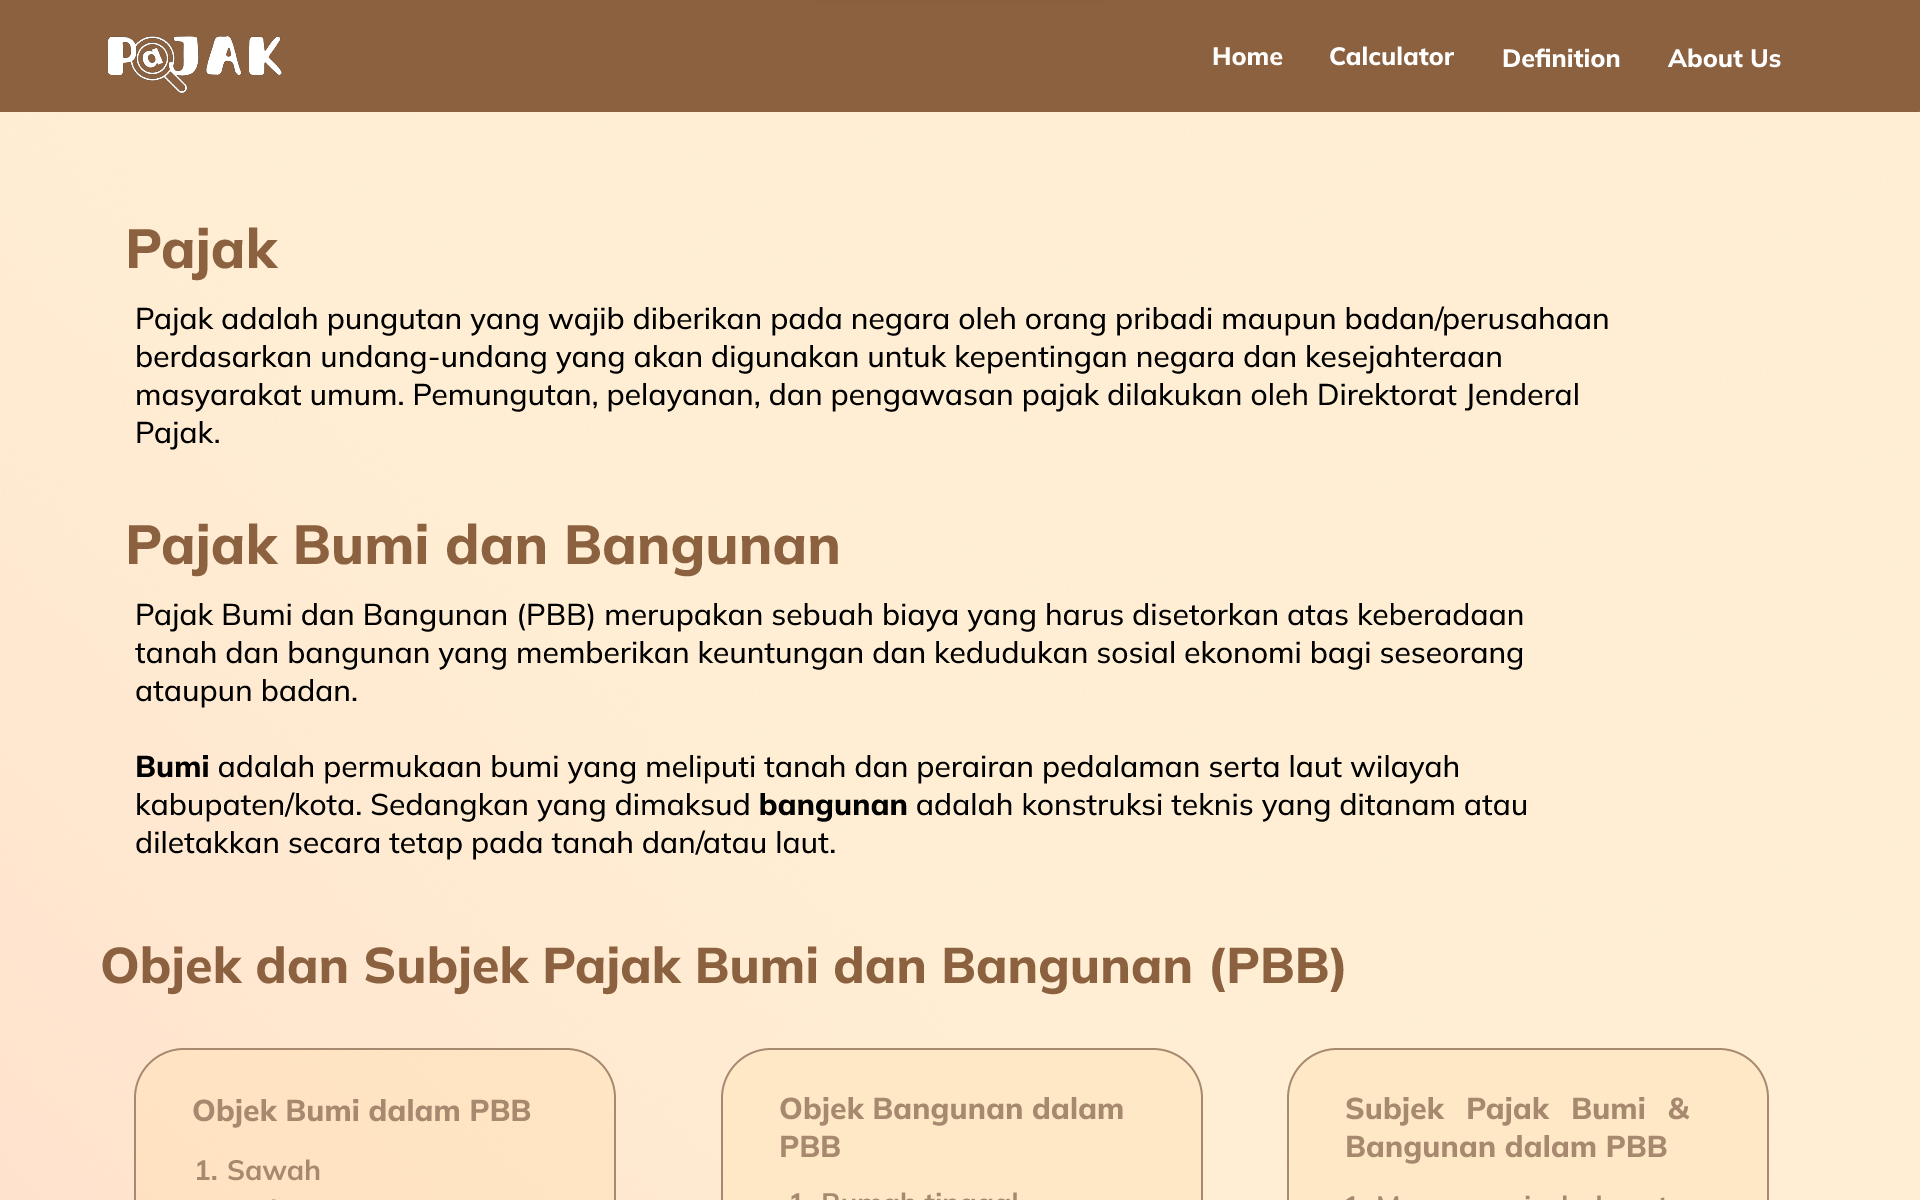 PaJAK
Home Calculator Definition About Us
Pajak
Pajak adalah pungutan yang wajib diberikan pada negara oleh orang pribadi maupun badan/perusahaan
berdasarkan undang-undang yang akan digunakan untuk kepentingan negara dan kesejahteraan
masyarakat umum. Pemungutan, pelayanan, dan pengawasan pajak dilakukan oleh Direktorat Jenderal
Pajak.
Pajak Bumi dan Bangunan
Pajak Bumi dan Bangunan (PBB) merupakan sebuah biaya yang harus disetorkan atas keberadaan
tanah dan bangunan yang memberikan keuntungan dan kedudukan sosial ekonomi bagi seseorang
ataupun badan.
Bumi adalah permukaan bumi yang meliputi tanah dan perairan pedalaman serta laut wilayah
kabupaten/kota. Sedangkan yang dimaksud bangunan adalah konstruksi teknis yang ditanam atau
diletakkan secara tetap pada tanah dan/atau laut.
Objek dan Subjek Pajak Bumi dan Bangunan (PBB)
Objek Bumi dalam PBB
1. Sawah
Objek Bangunan dalam
PBB
1. Rumah tinggal
Subjek Pajak Bumi &
Bangunan dalam PBB